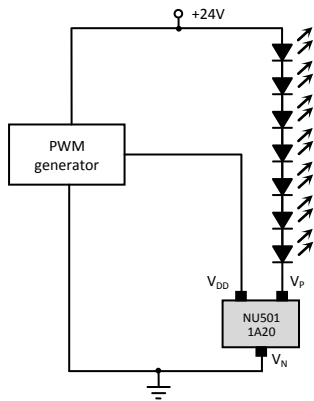 +24V
PWM
generator
VDD
VP
NU501
1A20
VN